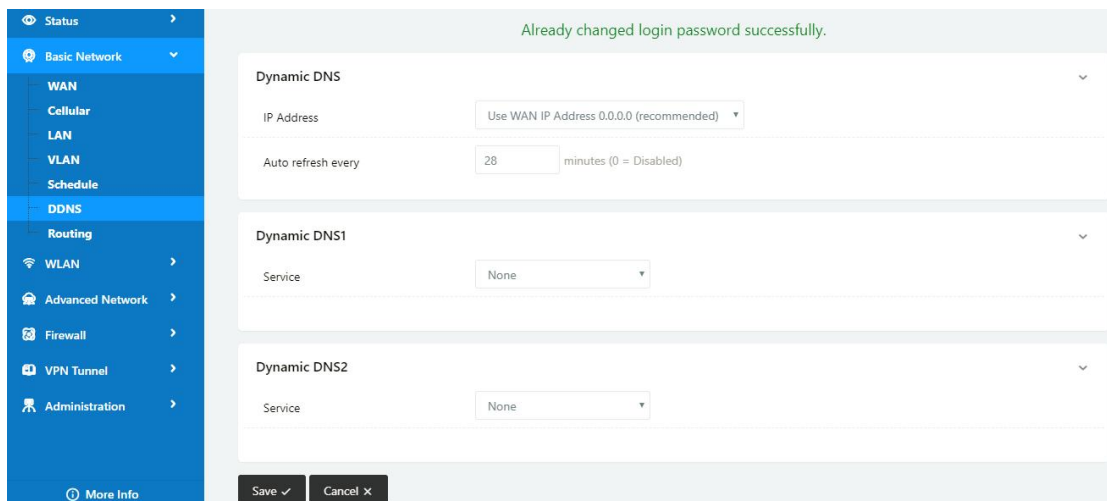 Status
Basic Network
WAN
Cellular
LAN
VLAN
Schedule
DDNS
Routing
WLAN
Advanced Network
Firewall
VPN Tunnel
Administration
More Info
Already changed login password successfully.
Dynamic DNS
IP Address Use WAN IP Address 0.0.0.0 (recommended)
Auto refresh every 28 minutes (0 = Disabled)
Dynamic DNS1
Service None
Dynamic DNS2
Service None
Save Cancel